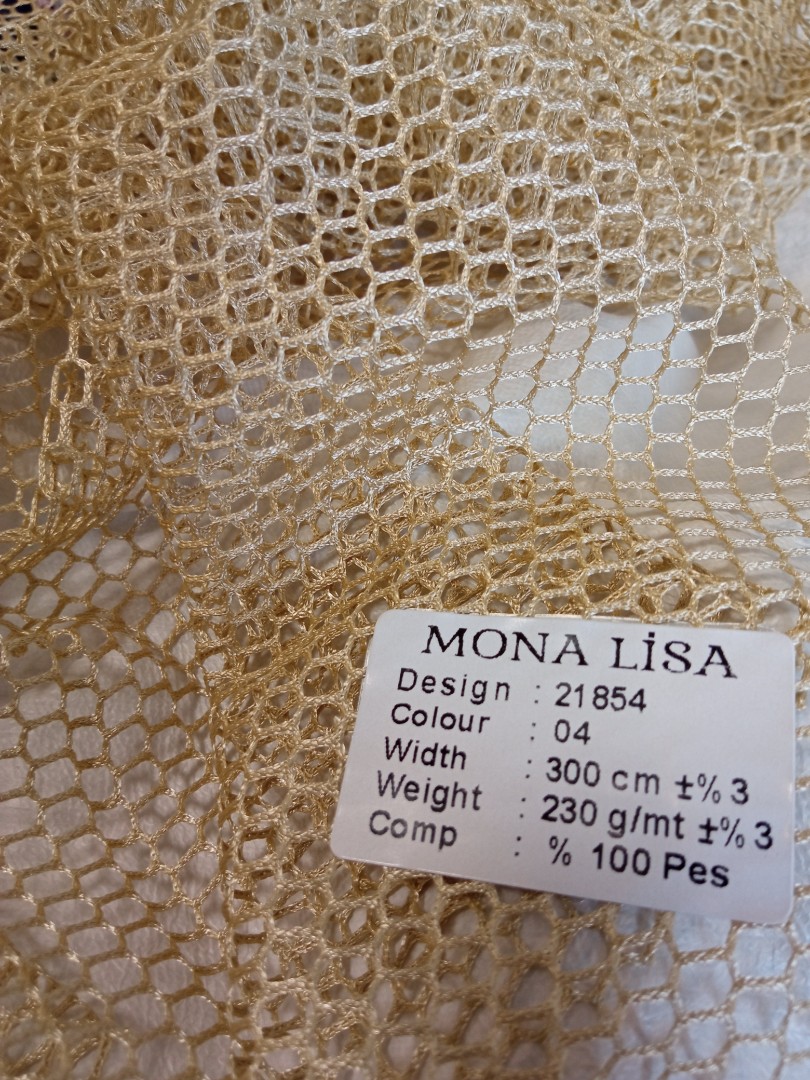 MONA LİSA
Design : 21854
Colour : 04
Width : 300 cm ±% 3
Weight : 230 g/mt ±% 3
Comp : % 100 Pes